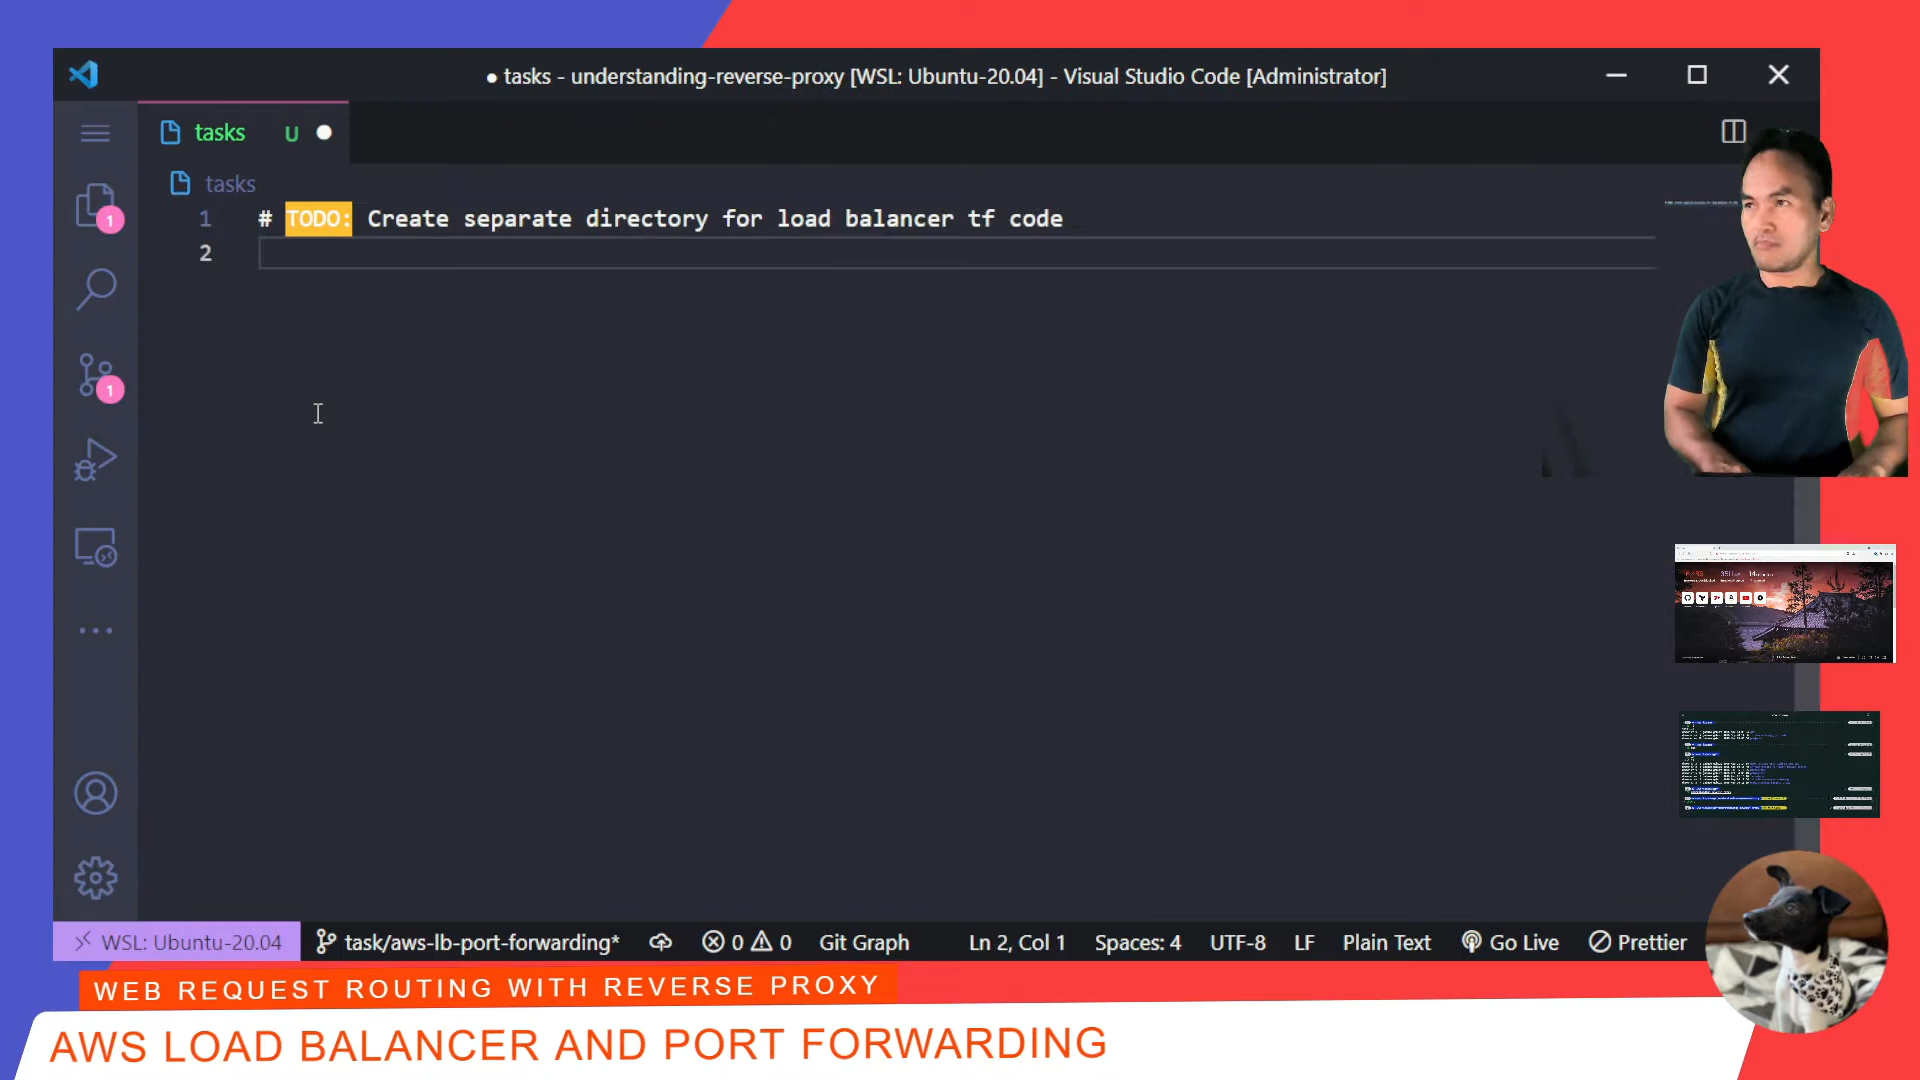 ● tasks - understanding-reverse-proxy [WSL: Ubuntu-20.04] - Visual Studio Code [Administrator]
tasks U
tasks
1 # TODO: Create separate directory for load balancer tf code
2
1
1
WSL: Ubuntu-20.04 task/aws-lb-port-forwarding* 0 0 Git Graph Ln 2, Col 1 Spaces: 4 UTF-8 LF Plain Text Go Live Prettier
WEB REQUEST ROUTING WITH REVERSE PROXY
AWS LOAD BALANCER AND PORT FORWARDING